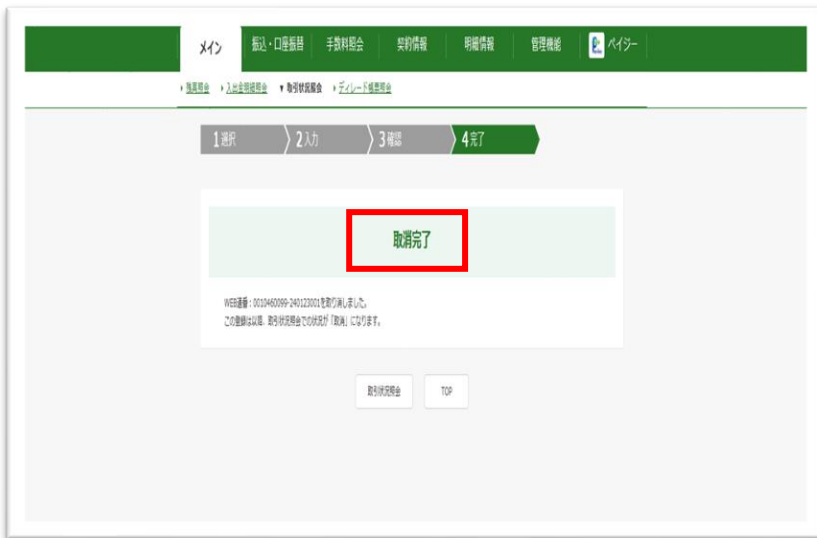 メイン 振込・口座振替 手数料照会 契約情報 明細情報 管理機能 ペイジー
残高照会 入出金明細照会 ▼取引状況照会 ディレード帳票照会
1選択 2入力 3確認 4完了
取消完了
WEB通番：0010460099-240123001を取り消しました。
この登録は以降、取引状況照会での状況が「取消」になります。
取引状況照会 TOP